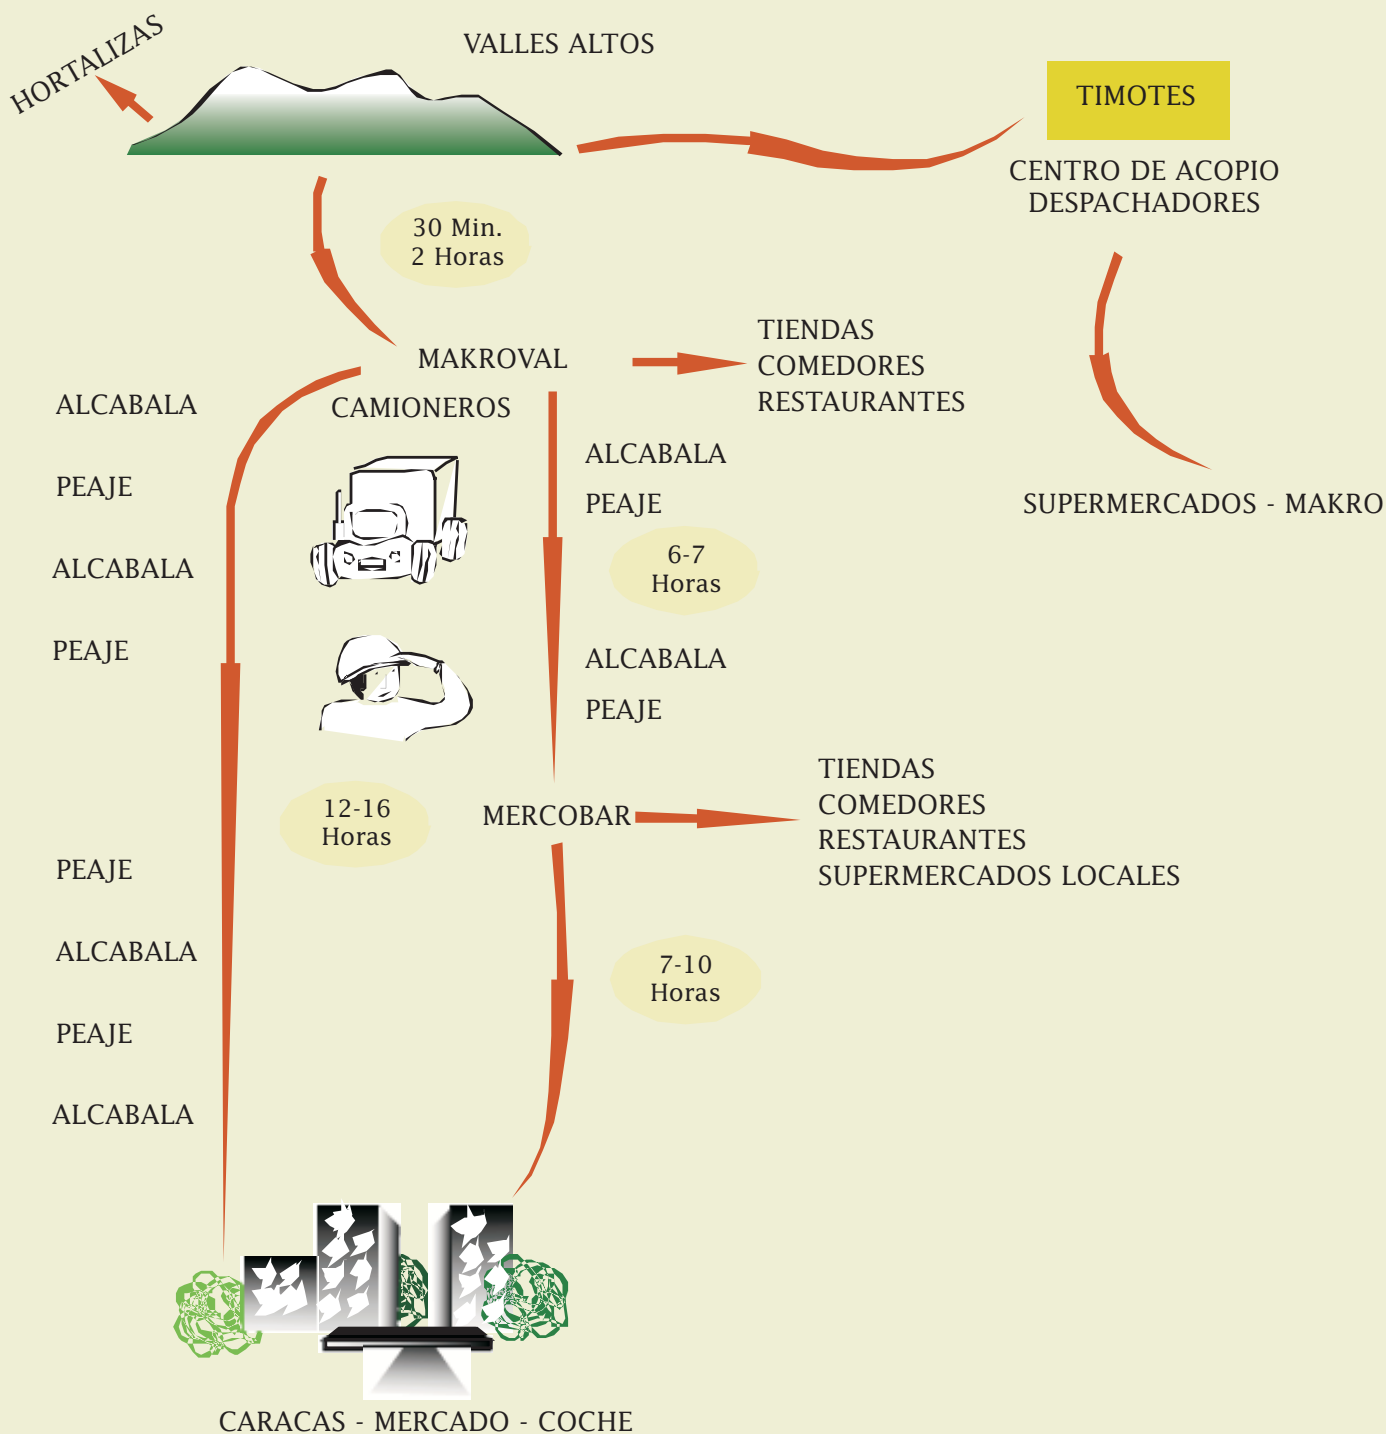 HORTALIZAS
VALLES ALTOS
TIMOTES
CENTRO DE ACOPIO
DESPACHADORES
30 Min.
2 Horas
MAKROVAL
CAMIONEROS
TIENDAS
COMEDORES
RESTAURANTES
SUPERMERCADOS - MAKRO
ALCABALA
PEAJE
ALCABALA
PEAJE
ALCABALA
PEAJE
6-7
Horas
ALCABALA
PEAJE
12-16
Horas
MERCOBAR
TIENDAS
COMEDORES
RESTAURANTES
SUPERMERCADOS LOCALES
PEAJE
ALCABALA
PEAJE
ALCABALA
7-10
Horas
CARACAS - MERCADO - COCHE